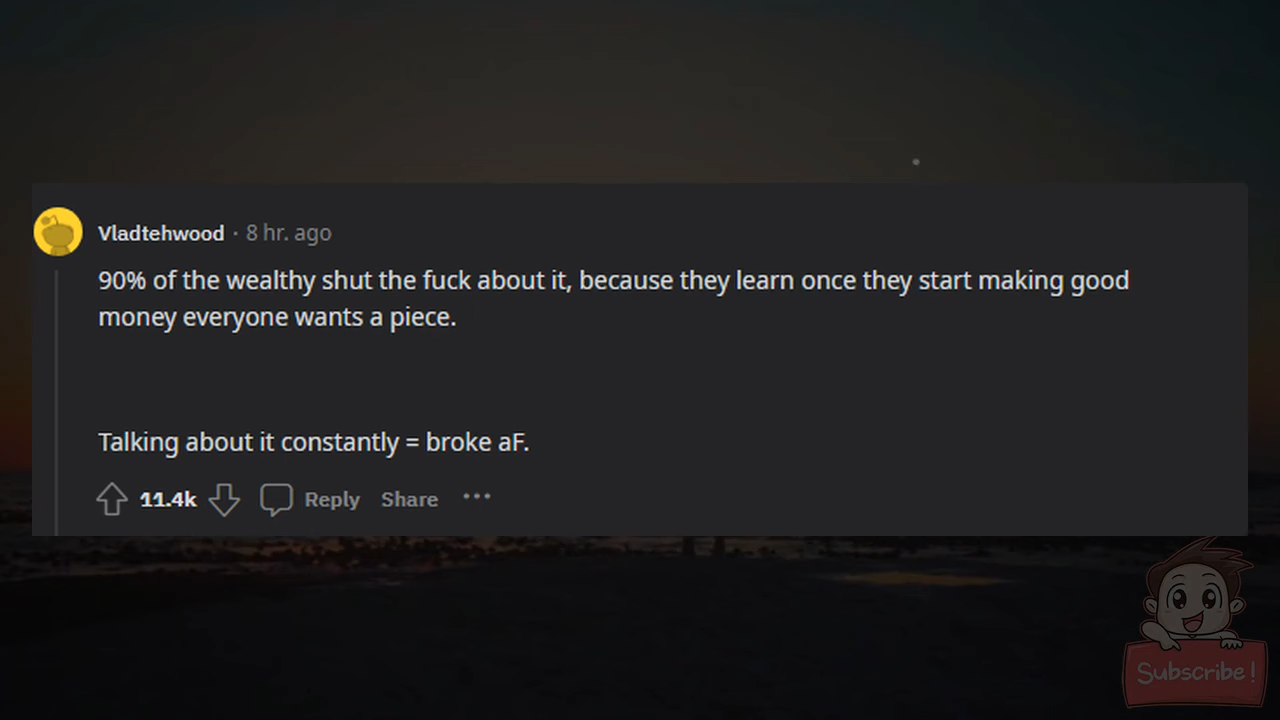 Vladtehwood · 8 hr. ago
90% of the wealthy shut the fuck about it, because they learn once they start making good
money everyone wants a piece.
Talking about it constantly = broke aF.
11.4k Reply Share ···
Subscribe!